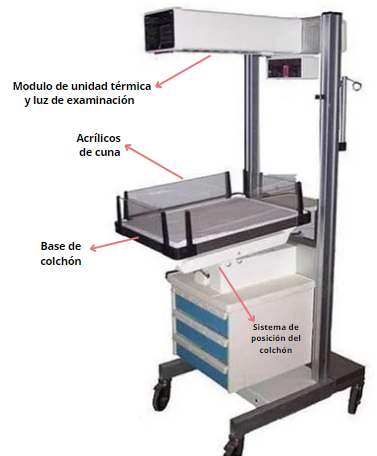 Modulo de unidad térmica
y luz de examinación
Acrílicos
de cuna
Base de
colchón
Sistema de
posición del
colchón